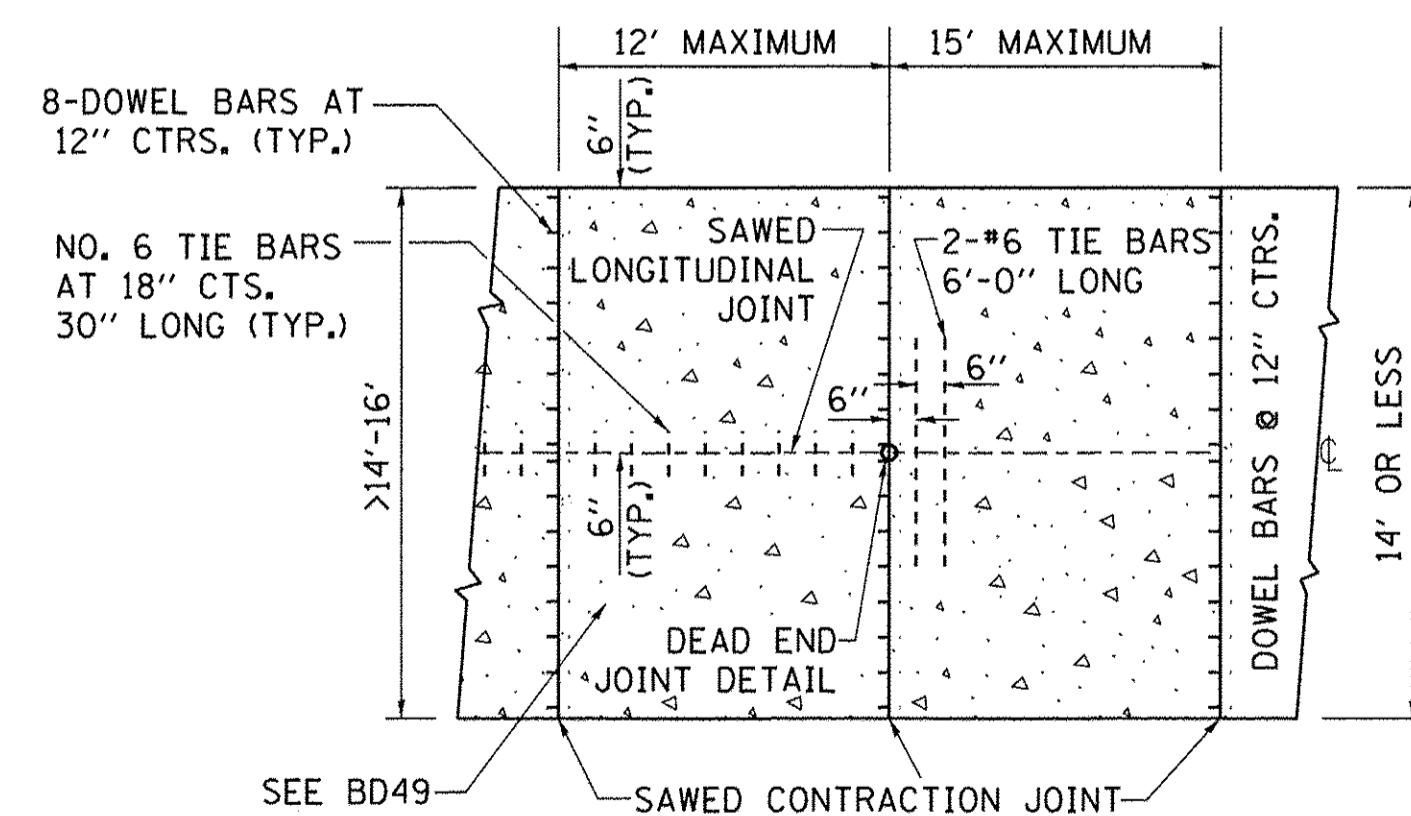 12' MAXIMUM
15' MAXIMUM
8-DOWEL BARS AT
12'' CTRS. (TYP.)
6''
(TYP.)
NO. 6 TIE BARS
AT 18'' CTS.
30'' LONG (TYP.)
SAWED
LONGITUDINAL
JOINT
2-#6 TIE BARS
6'-0'' LONG
6''
6''
>14'-16'
6''
(TYP.)
DOWEL BARS @ 12'' CTRS.
℄
14' OR LESS
DEAD END
JOINT DETAIL
SEE BD49
SAWED CONTRACTION JOINT